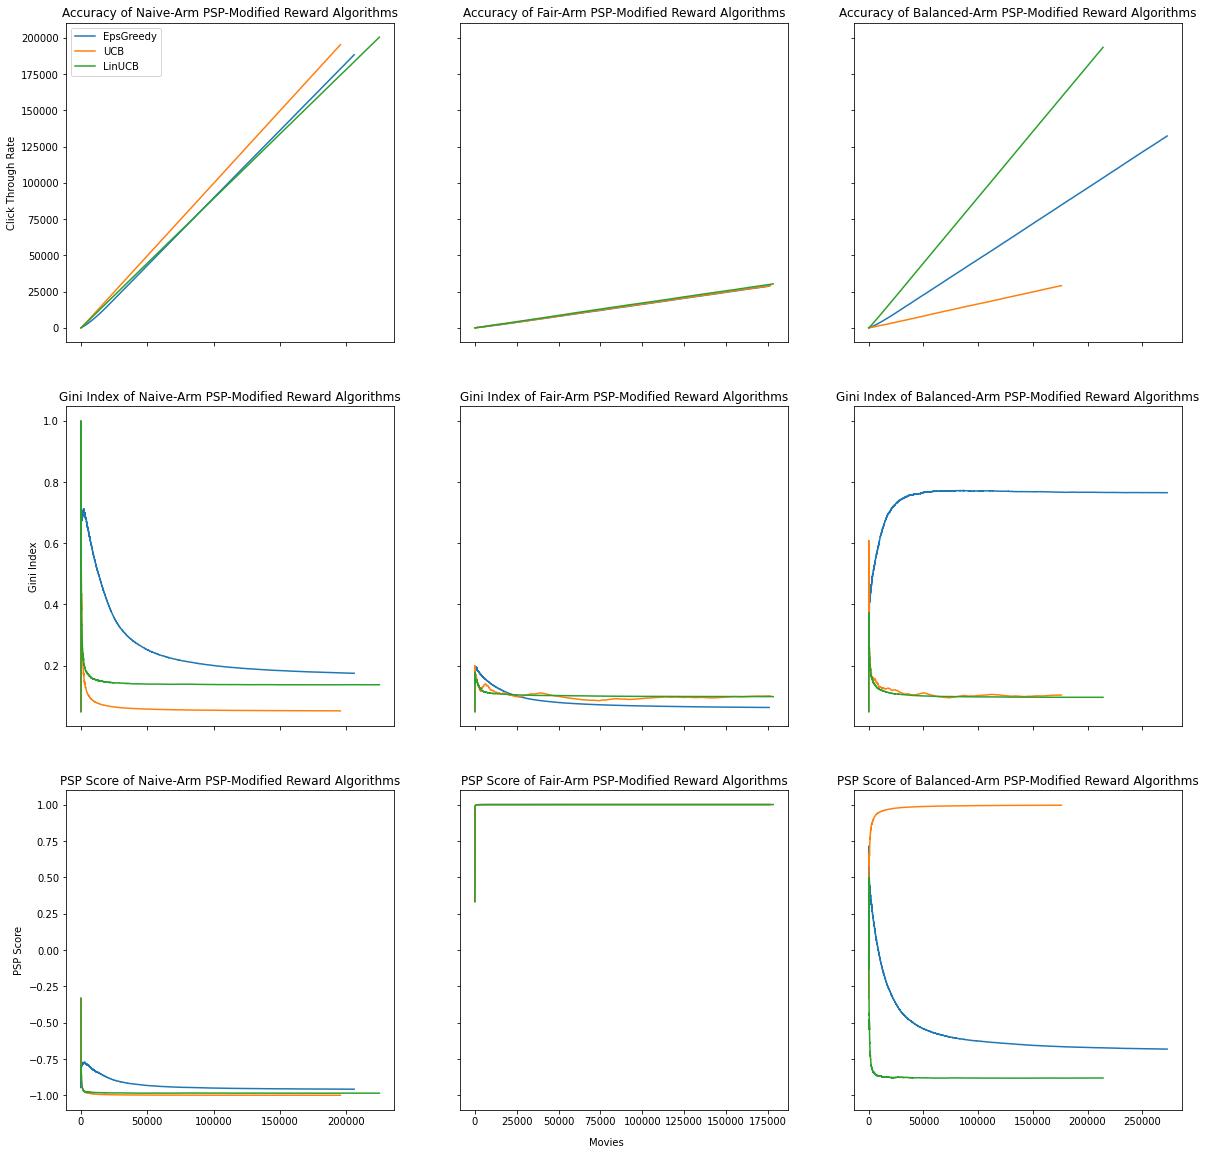 Accuracy of Naive-Arm PSP-Modified Reward Algorithms
Accuracy of Fair-Arm PSP-Modified Reward Algorithms
Accuracy of Balanced-Arm PSP-Modified Reward Algorithms
EpsGreedy
UCB
LinUCB
200000
175000
150000
125000
100000
75000
50000
25000
0
Click Through Rate
Gini Index of Naive-Arm PSP-Modified Reward Algorithms
Gini Index of Fair-Arm PSP-Modified Reward Algorithms
Gini Index of Balanced-Arm PSP-Modified Reward Algorithms
1.0
0.8
0.6
0.4
0.2
Gini Index
PSP Score of Naive-Arm PSP-Modified Reward Algorithms
PSP Score of Fair-Arm PSP-Modified Reward Algorithms
PSP Score of Balanced-Arm PSP-Modified Reward Algorithms
1.00
0.75
0.50
0.25
0.00
−0.25
−0.50
−0.75
−1.00
PSP Score
0 50000 100000 150000 200000
0 25000 50000 75000 100000 125000 150000 175000
0 50000 100000 150000 200000 250000
Movies